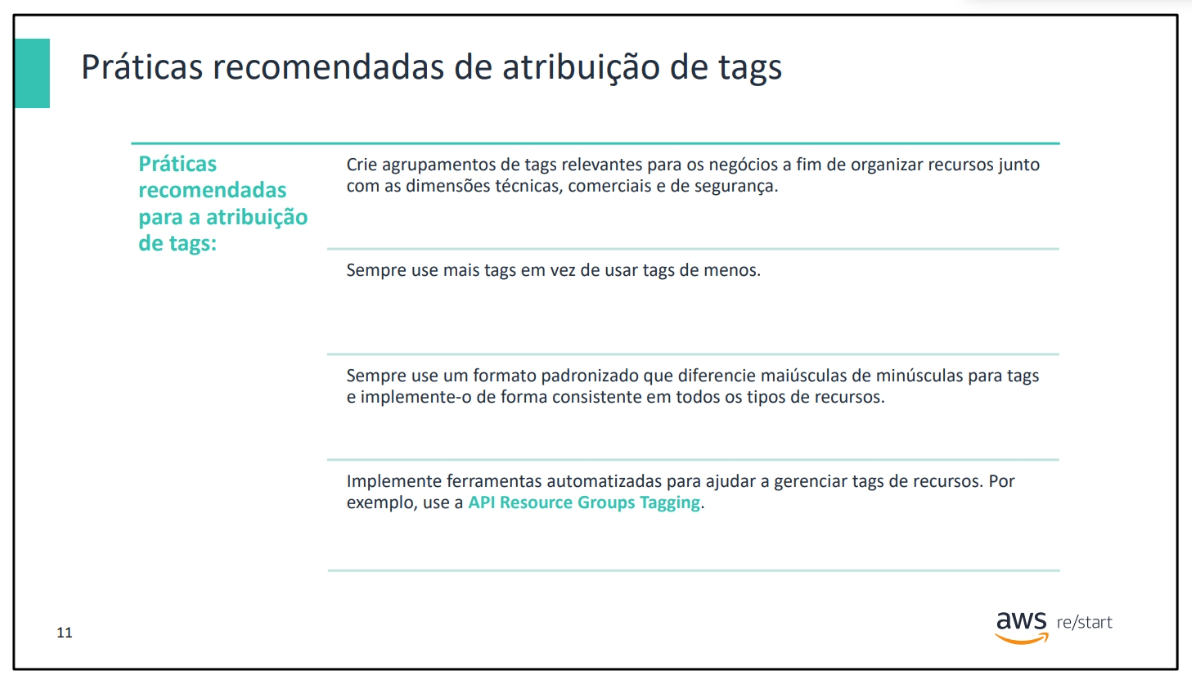 Práticas recomendadas de atribuição de tags
Práticas
recomendadas
para a atribuição
de tags:
Crie agrupamentos de tags relevantes para os negócios a fim de organizar recursos junto
com as dimensões técnicas, comerciais e de segurança.
Sempre use mais tags em vez de usar tags de menos.
Sempre use um formato padronizado que diferencie maiúsculas de minúsculas para tags
e implemente-o de forma consistente em todos os tipos de recursos.
Implemente ferramentas automatizadas para ajudar a gerenciar tags de recursos. Por
exemplo, use a API Resource Groups Tagging.
11
aws re/start